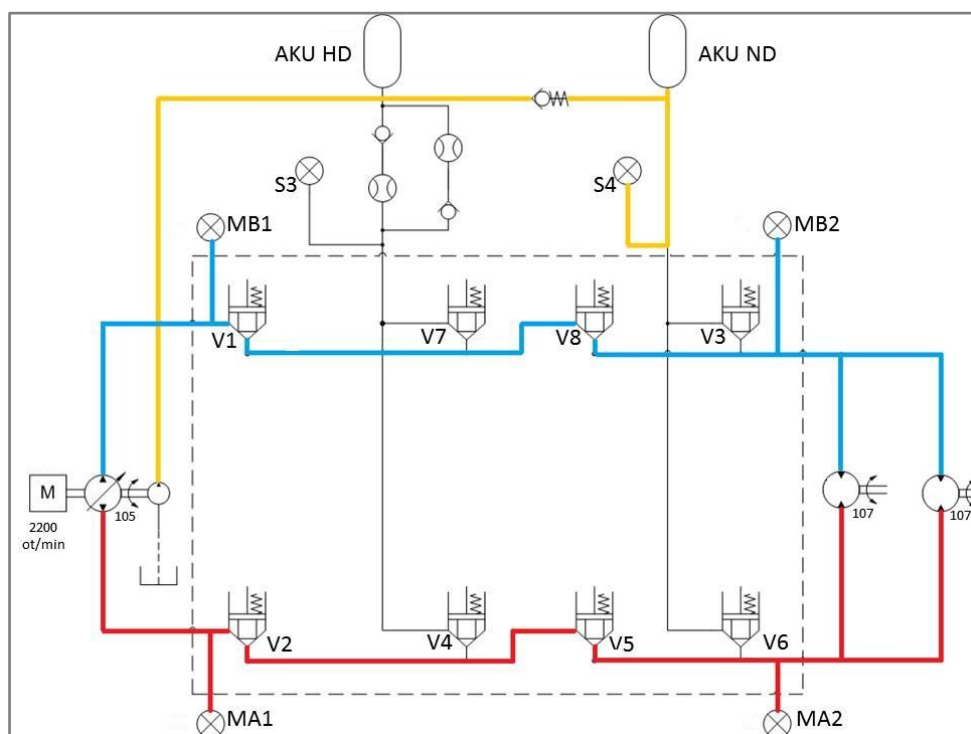 AKU HD
AKU ND
S3
S4
MB1
MB2
V1
V7
V8
V3
M
105
2200
ot/min
107
107
V2
V4
V5
V6
MA1
MA2